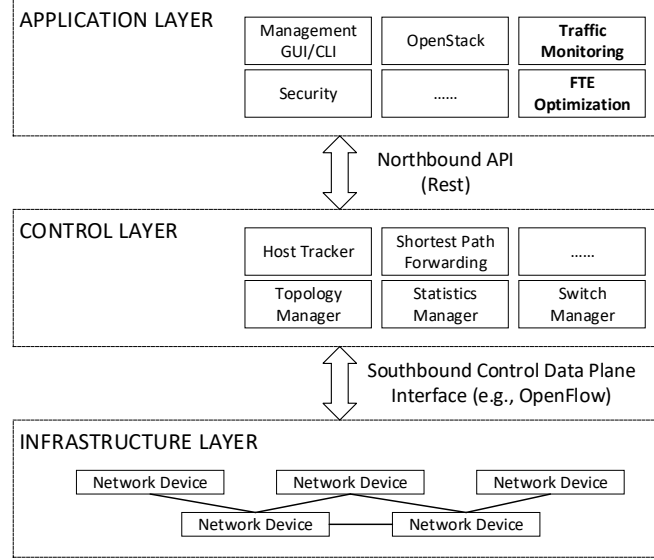 APPLICATION LAYER
Management
GUI/CLI
OpenStack
Traffic
Monitoring
Security
......
FTE
Optimization
Northbound API
(Rest)
CONTROL LAYER
Host Tracker
Shortest Path
Forwarding
......
Topology
Manager
Statistics
Manager
Switch
Manager
Southbound Control Data Plane
Interface (e.g., OpenFlow)
INFRASTRUCTURE LAYER
Network Device
Network Device
Network Device
Network Device
Network Device